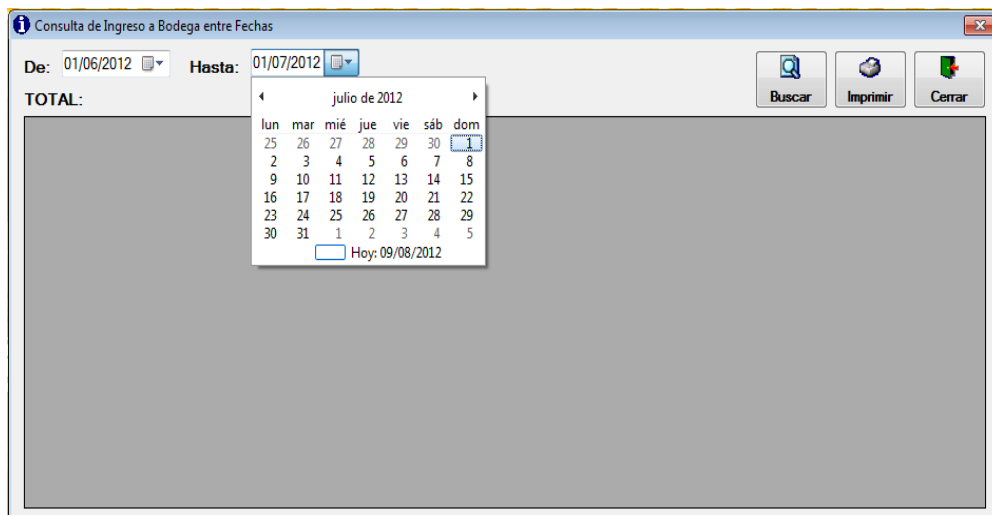 Consulta de Ingreso a Bodega entre Fechas
De: 01/06/2012 Hasta: 01/07/2012
Buscar Imprimir Cerrar
TOTAL:
julio de 2012
lun mar mié jue vie sáb dom
25 26 27 28 29 30 1
2 3 4 5 6 7 8
9 10 11 12 13 14 15
16 17 18 19 20 21 22
23 24 25 26 27 28 29
30 31 1 2 3 4 5
Hoy: 09/08/2012